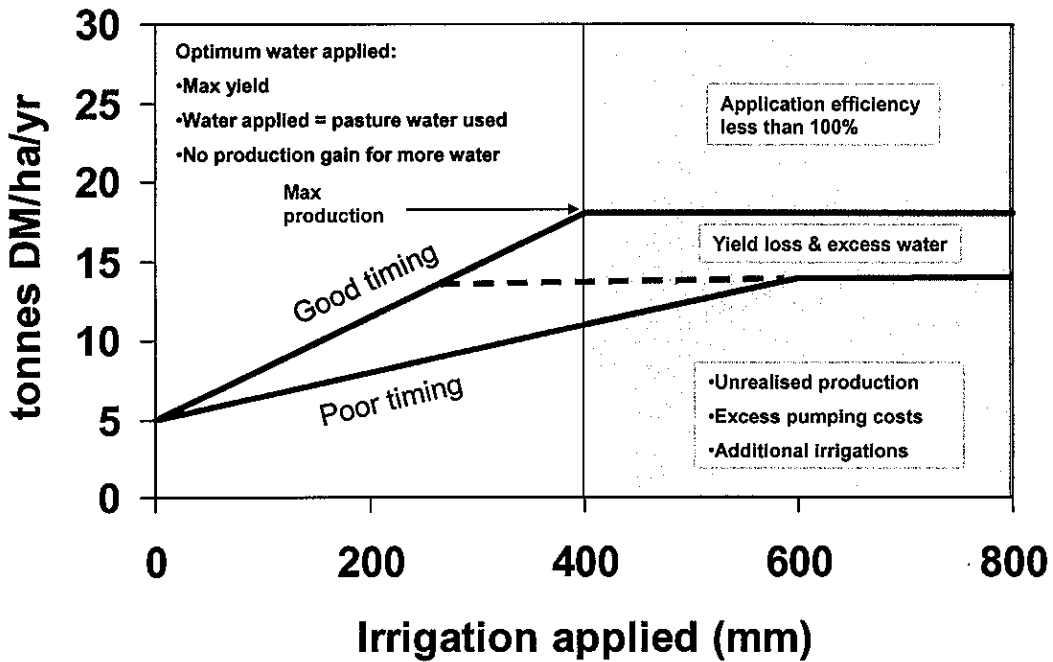 tonnes DM/ha/yr
30
25
20
15
10
5
0
Optimum water applied:
•Max yield
•Water applied = pasture water used
•No production gain for more water
Max
production
Good timing
Poor timing
Application efficiency
less than 100%
Yield loss & excess water
•Unrealised production
•Excess pumping costs
•Additional irrigations
0 200 400 600 800
Irrigation applied (mm)